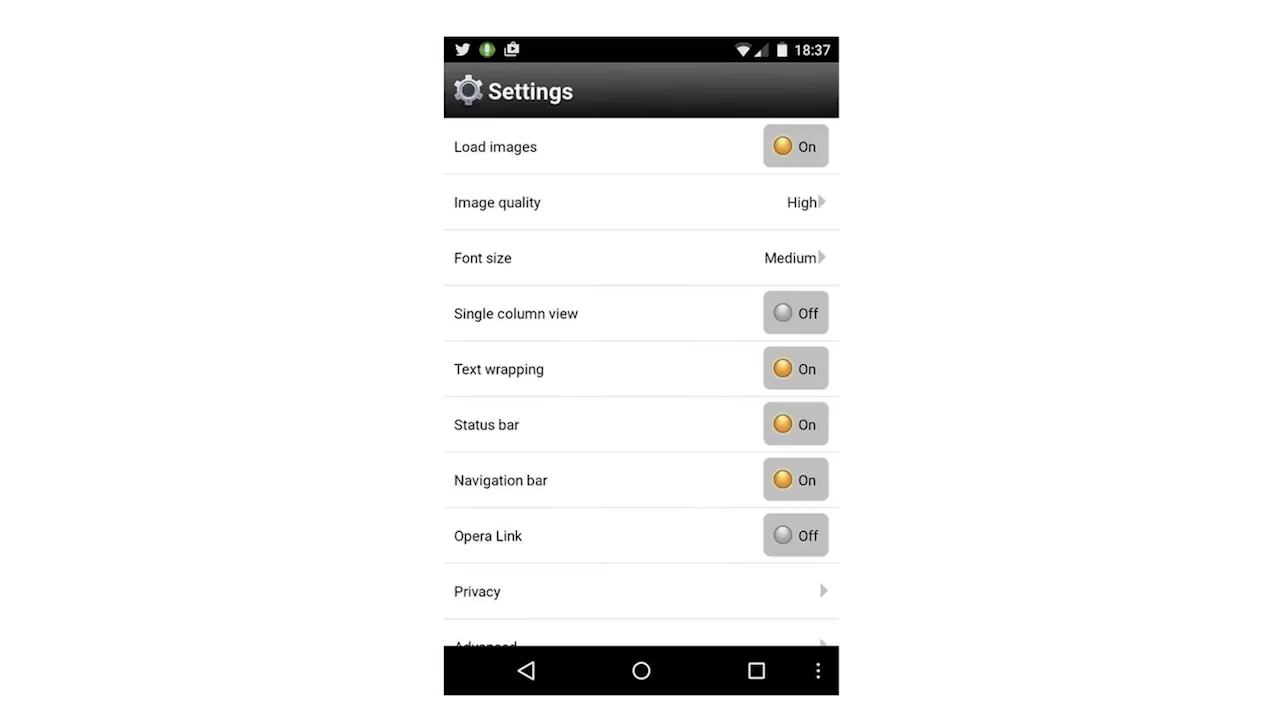 18:37
Settings
Load images On
Image quality High
Font size Medium
Single column view Off
Text wrapping On
Status bar On
Navigation bar On
Opera Link Off
Privacy
Advanced